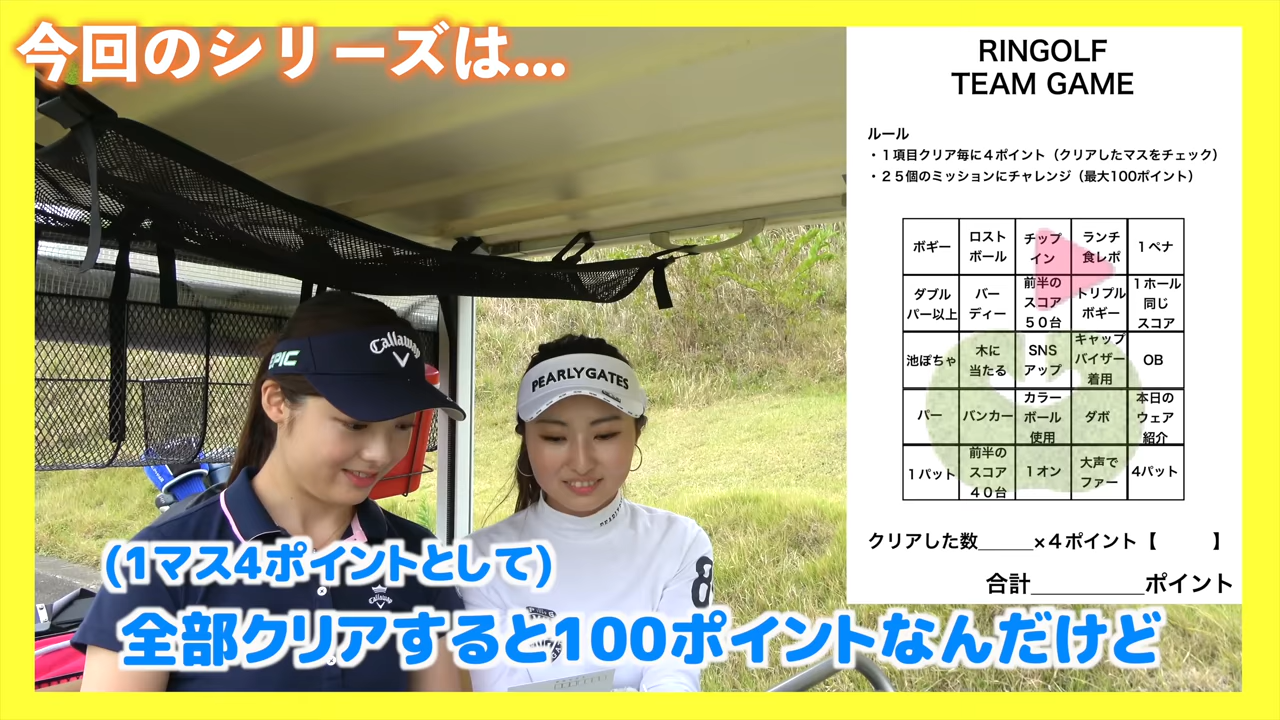 今回のシリーズは...
RINGOLF
TEAM GAME
ルール
・１項目クリア毎に４ポイント（クリアしたマスをチェック）
・２５個のミッションにチャレンジ（最大100ポイント）
ボギー
ロスト
ボール
チップ
イン
ランチ
食レポ
１ペナ
ダブル
パー以上
バー
ディー
前半の
スコア
５０台
トリプル
ボギー
１ホール
同じ
スコア
池ぽちゃ
木に
当たる
SNS
アップ
キャップ
バイザー
着用
OB
パー
バンカー
カラー
ボール
使用
ダボ
本日の
ウェア
紹介
１パット
前半の
スコア
４０台
１オン
大声で
ファー
4パット
クリアした数______×４ポイント【　　　】
合計__________ポイント
EPIC
Callaway
PEARLYGATES
Callaway
8
(1マス4ポイントとして)
全部クリアすると100ポイントなんだけど